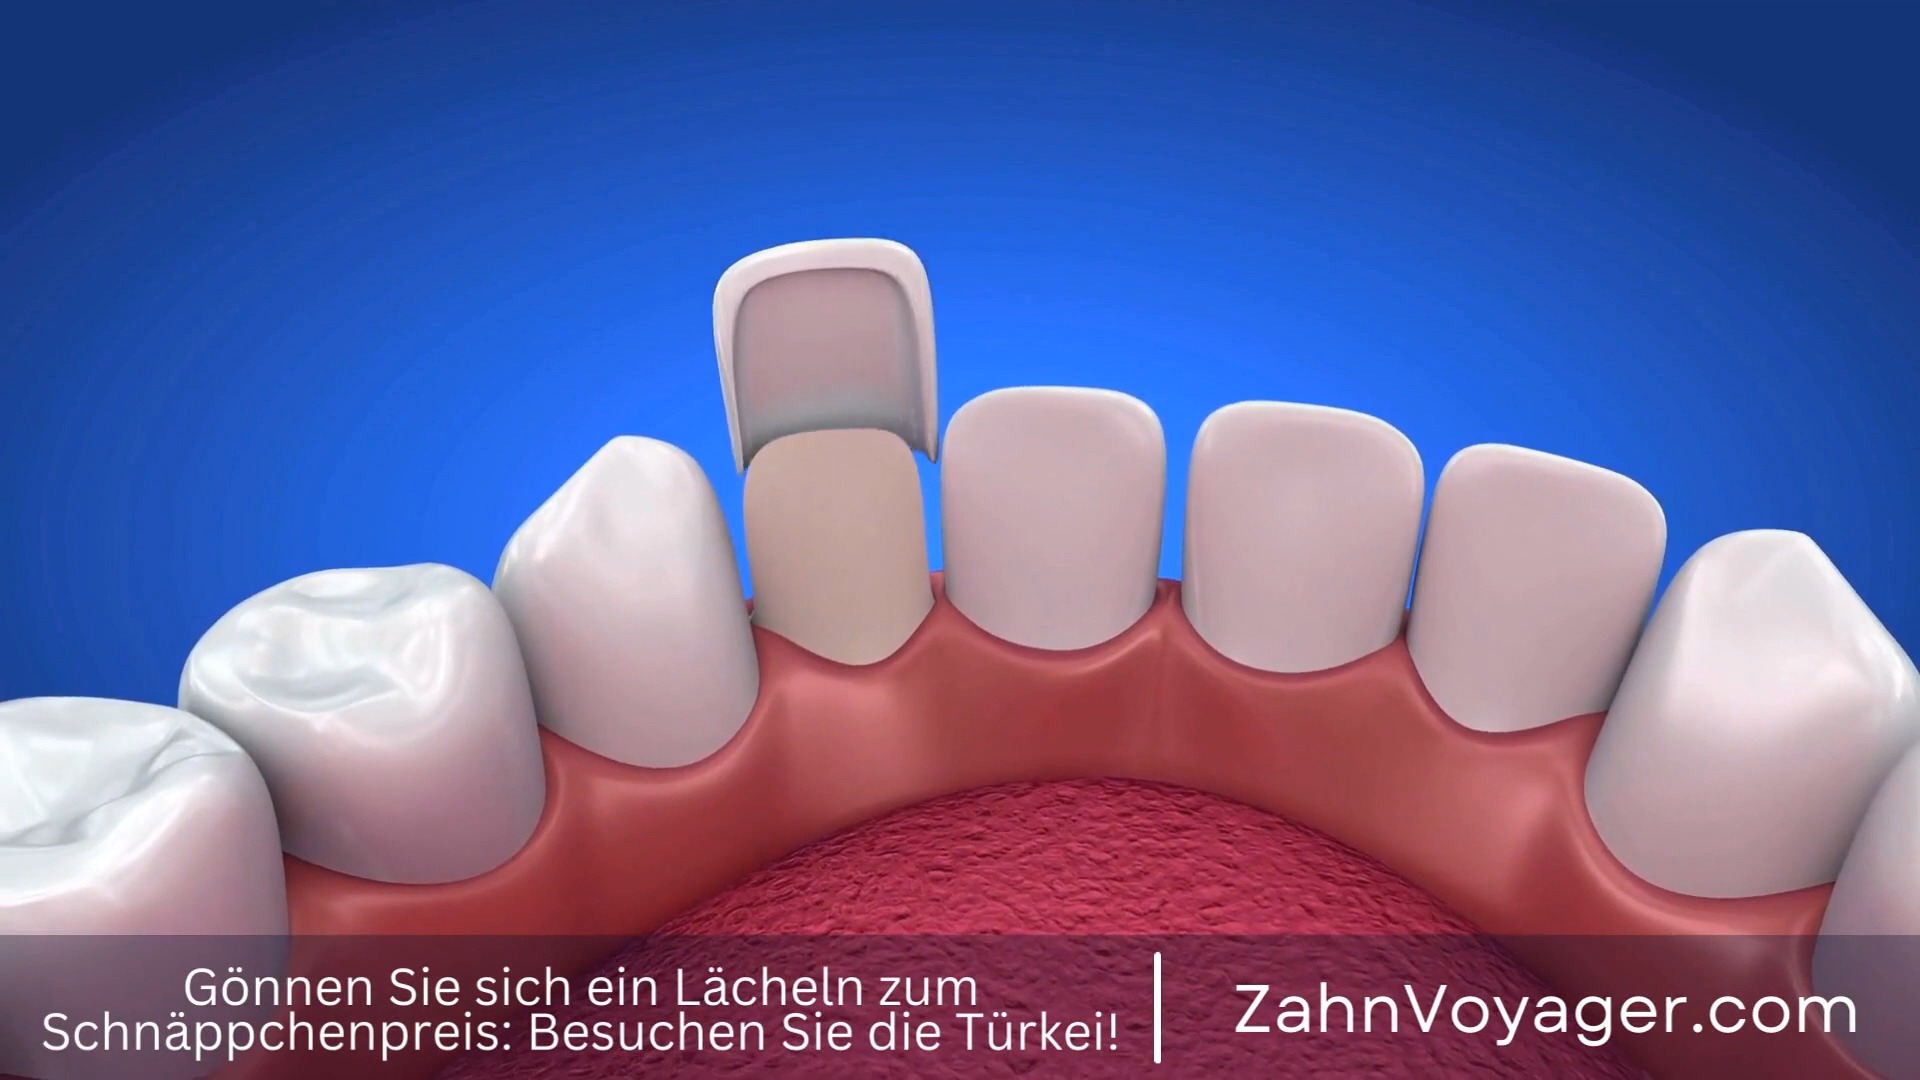 Gönnen Sie sich ein Lächeln zum
Schnäppchenpreis: Besuchen Sie die Türkei!
ZahnVoyager.com